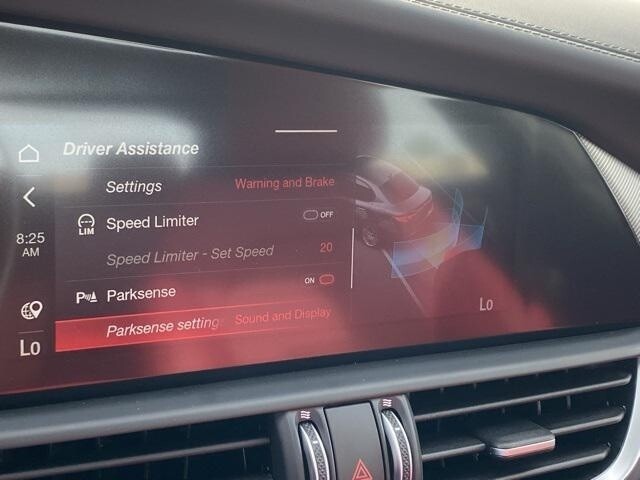 Driver Assistance
Settings Warning and Brake
LIM Speed Limiter OFF
Speed Limiter - Set Speed 20
8:25
AM
P Parksense ON
Parksense setting Sound and Display
Lo
Lo